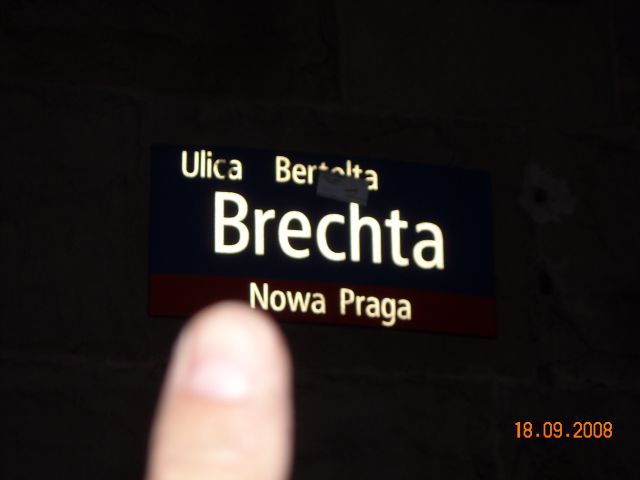 Ulica Bertolta
Brechta
Nowa Praga
18.09.2008